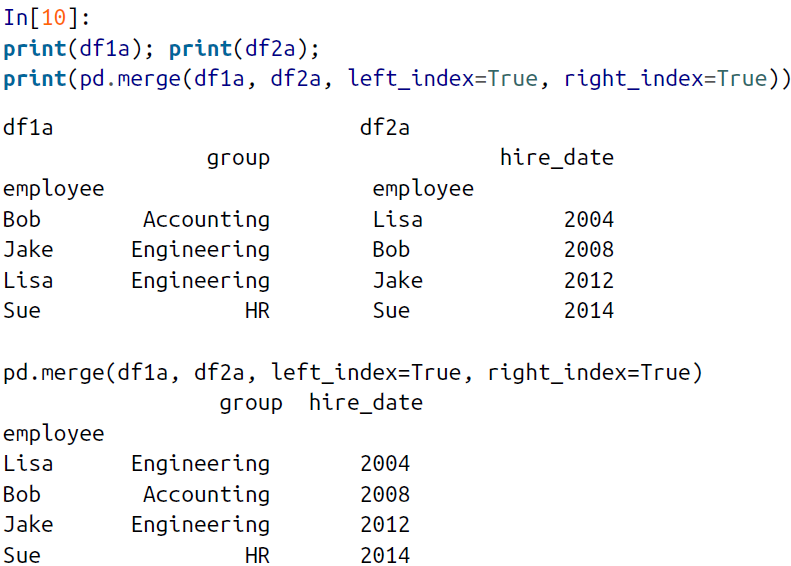 In[10]:
print(df1a); print(df2a);
print(pd.merge(df1a, df2a, left_index=True, right_index=True))
df1a                        df2a
                group                  hire_date
employee                     employee
Bob        Accounting        Lisa           2004
Jake      Engineering        Bob            2008
Lisa      Engineering        Jake           2012
Sue                HR        Sue            2014
pd.merge(df1a, df2a, left_index=True, right_index=True)
                 group  hire_date
employee
Lisa      Engineering       2004
Bob        Accounting       2008
Jake      Engineering       2012
Sue                HR       2014